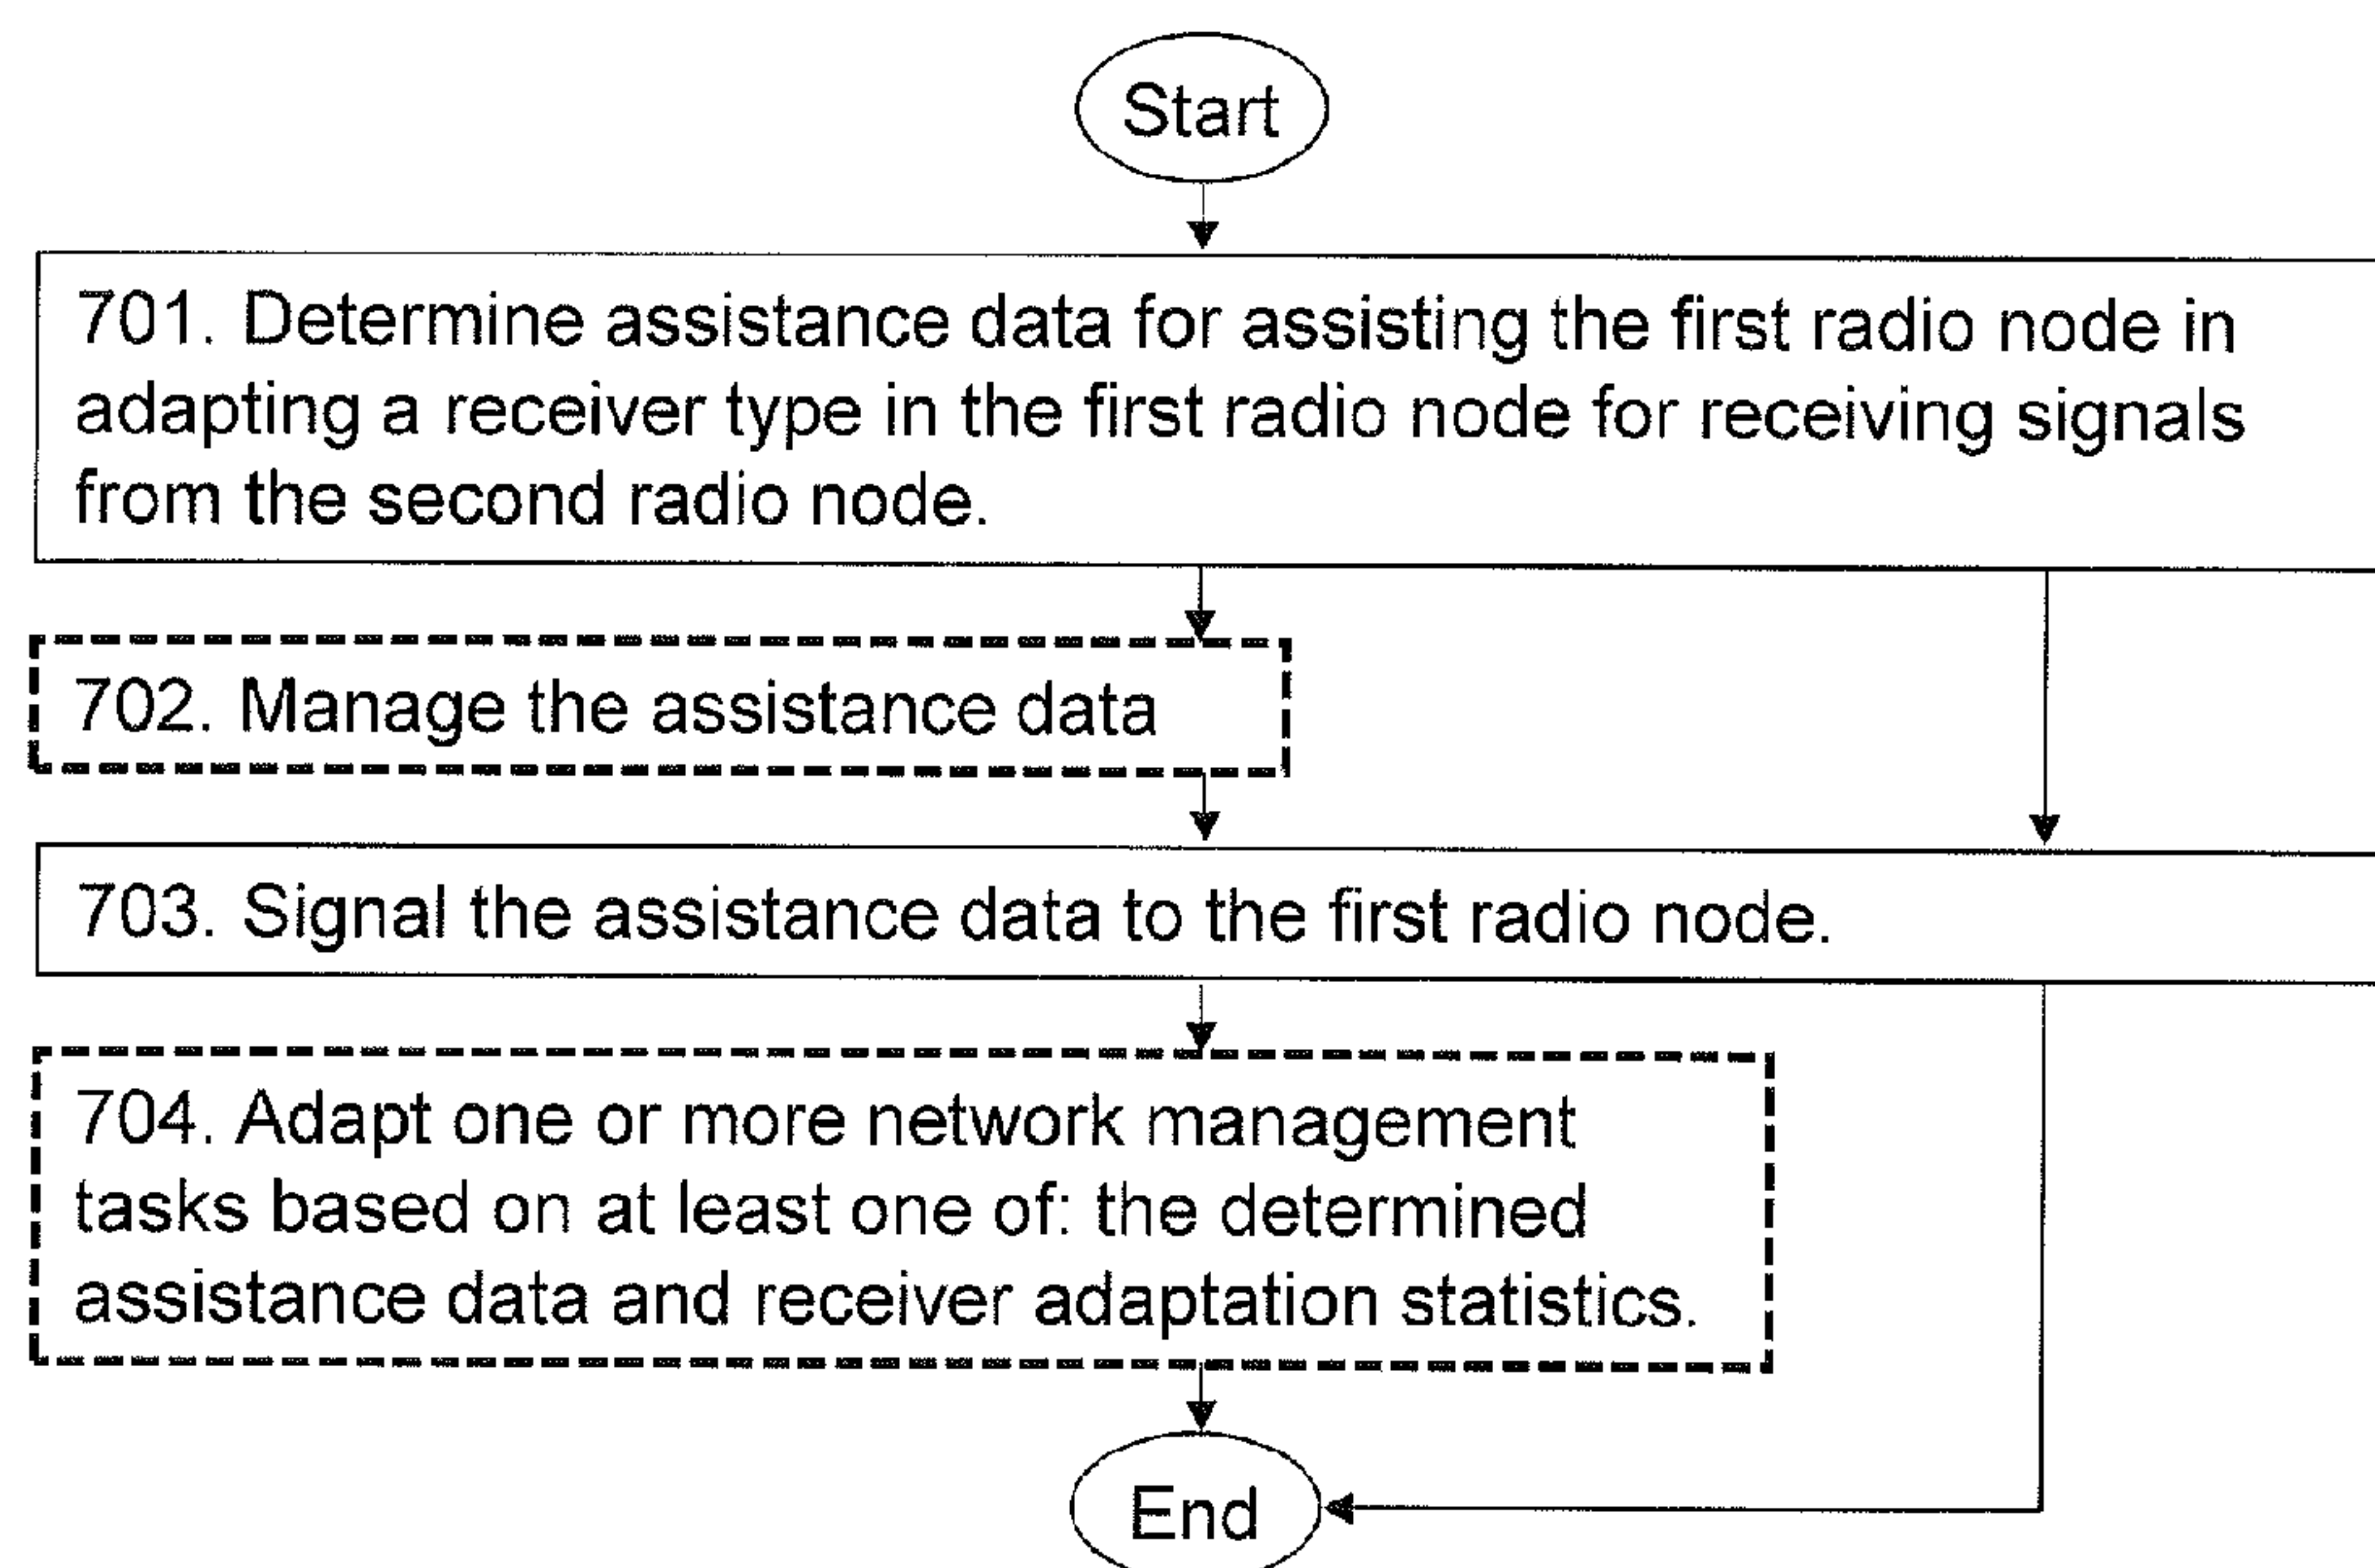 Start
701. Determine assistance data for assisting the first radio node in
adapting a receiver type in the first radio node for receiving signals
from the second radio node.
702. Manage the assistance data
703. Signal the assistance data to the first radio node.
704. Adapt one or more network management
tasks based on at least one of: the determined
assistance data and receiver adaptation statistics.
End